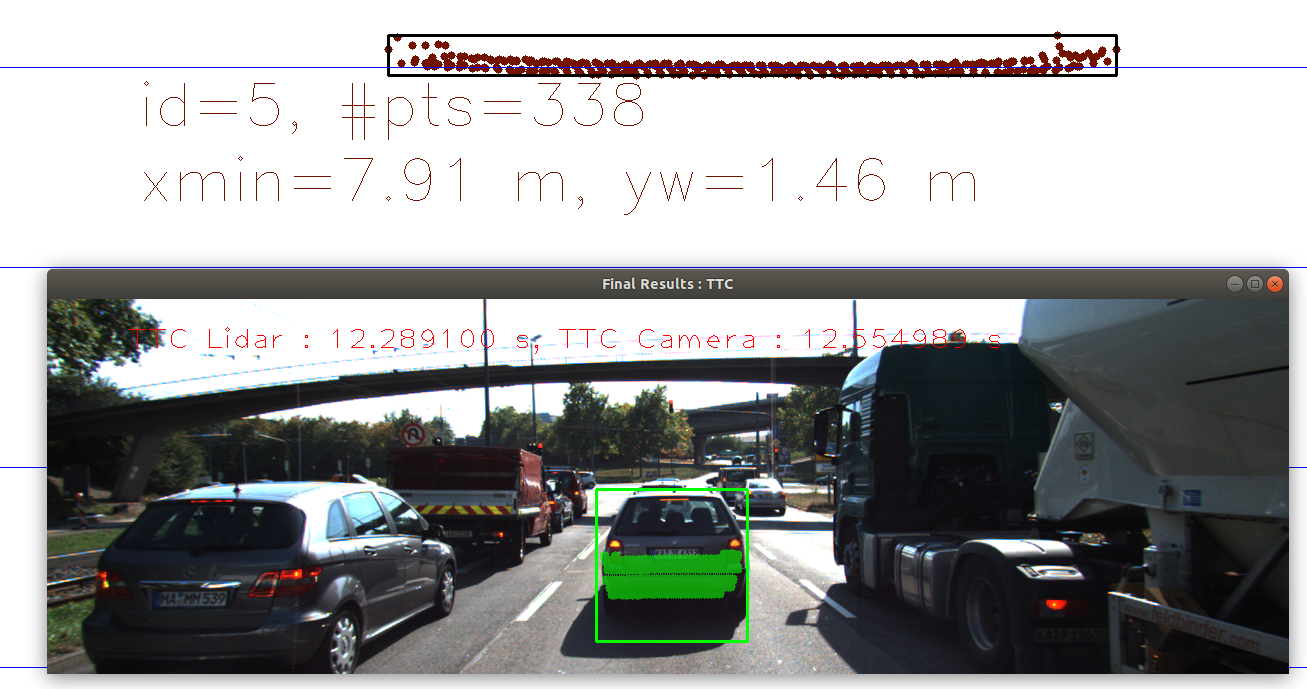 id=5, #pts=338
xmin=7.91 m, yw=1.46 m
Final Results : TTC
TTC Lidar : 12.289100 s, TTC Camera : 12.554989 s
MA:MM 539